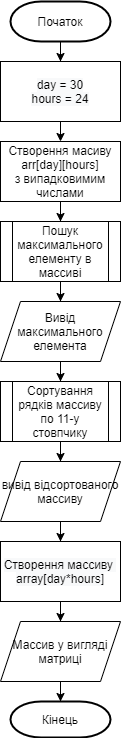 Початок
day = 30
hours = 24
Створення масиву
arr[day][hours]
з випадковими
числами
Пошук
максимального
елементу в
массиві
Вивід
максимального
елемента
Сортування
рядків массиву
по 11-у
стовпчику
вивід відсортованого
массиву
Створення массиву
array[day*hours]
Массив у вигляді
матриці
Кінець